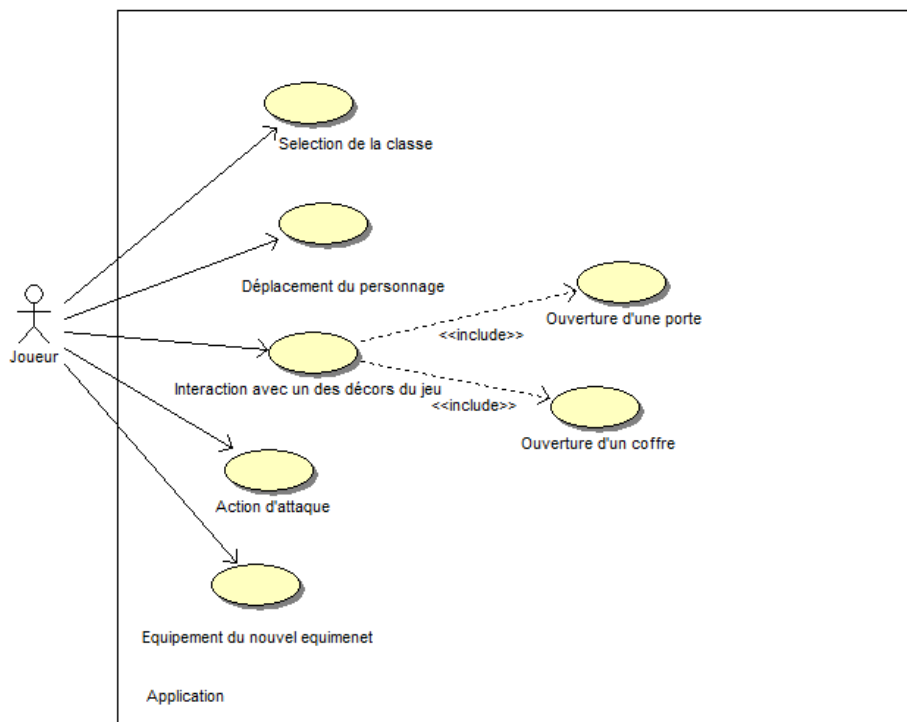 Selection de la classe
Déplacement du personnage
Ouverture d'une porte
<<include>>
Joueur
Interaction avec un des décors du jeu
<<include>>
Ouverture d'un coffre
Action d'attaque
Equipement du nouvel equimenet
Application